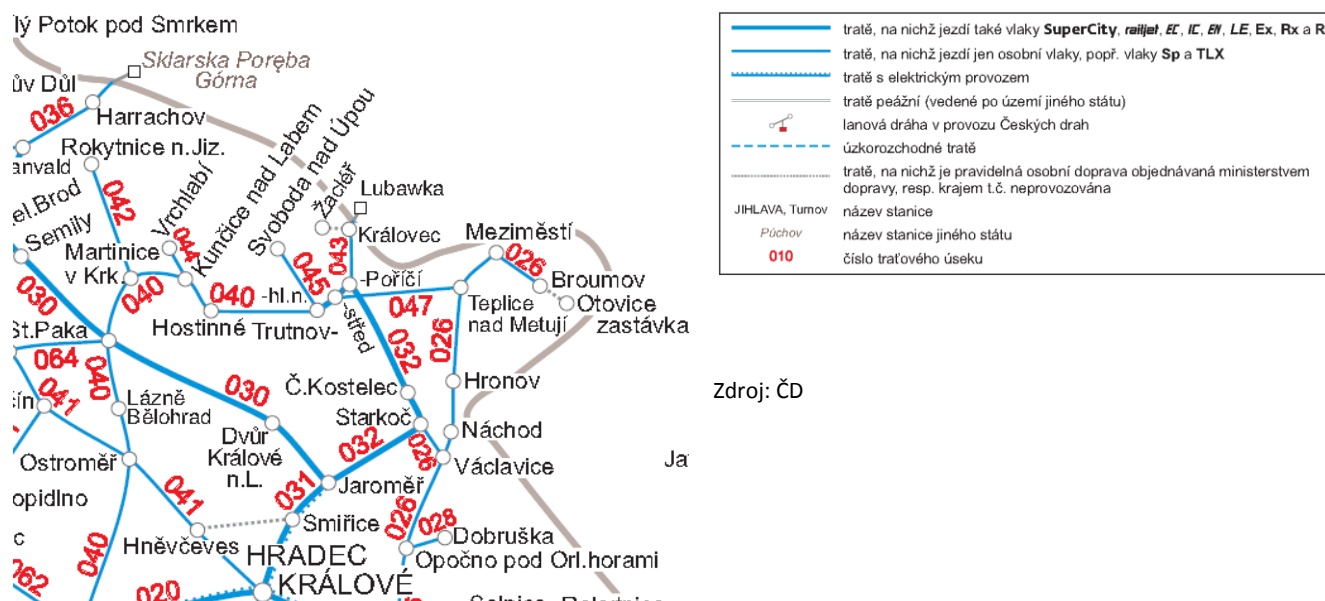 lý Potok pod Smrkem
Sklarska Poręba
Górna
ův Důl
036
Harrachov
anvald
Rokytnice n.Jiz.
el.Brod
Semily
042
Vrchlabí
044
Kunčice nad Labem
Svoboda nad Úpou
Žacléř
Lubawka
Královec
043
Meziměstí
026
Broumov
Otovice
zastávka
Martinice
v Krk.
040
030
040
Hostinné
045
-hl.n.
Trutnov-
-střed
-Poříčí
047
Teplice
nad Metují
032
026
St.Paka
064
040
030
Č.Kostelec
Hronov
šín
041
Lázně
Bělohrad
Starkoč
Náchod
Dvůr
Králové
n.L.
032
026
Václavice
Ostroměř
Jaroměř
031
opidlno
041
Smiřice
026
028
Dobruška
c
040
Hněvčeves
Opočno pod Orl.horami
062
HRADEC
KRÁLOVÉ
020
tratě, na nichž jezdí také vlaky SuperCity, railjet, EC, IC, EN, LE, Ex, Rx a R
tratě, na nichž jezdí jen osobní vlaky, popř. vlaky Sp a TLX
tratě s elektrickým provozem
tratě peážní (vedené po území jiného státu)
lanová dráha v provozu Českých drah
úzkorozchodné tratě
tratě, na nichž je pravidelná osobní doprava objednávaná ministerstvem
dopravy, resp. krajem t.č. neprovozována
JIHLAVA, Turnov název stanice
Púchov název stanice jiného státu
010 číslo traťového úseku
Zdroj: ČD